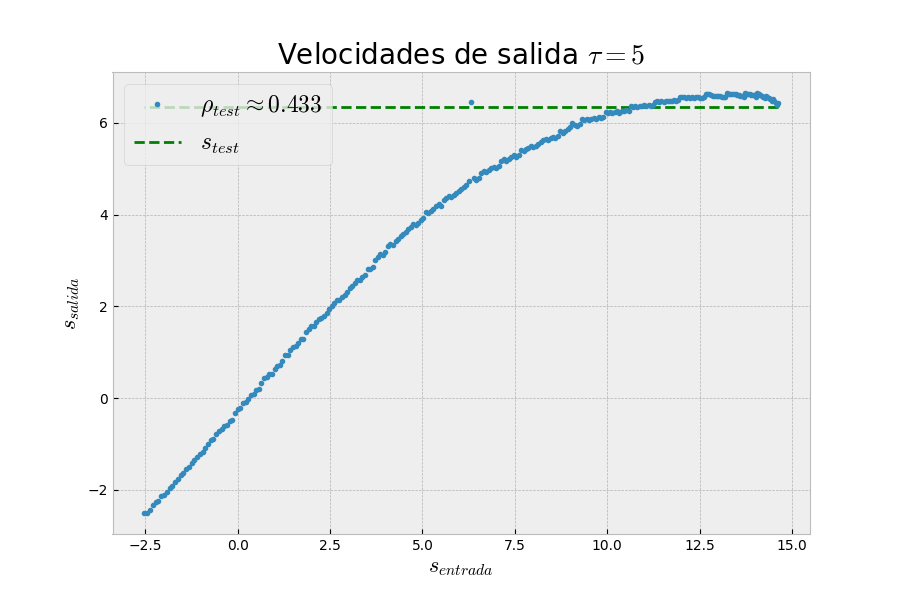 Velocidades de salida τ = 5
ρ_test ≈ 0.433
s_test
6
4
2
0
−2
s_salida
−2.5 0.0 2.5 5.0 7.5 10.0 12.5 15.0
s_entrada